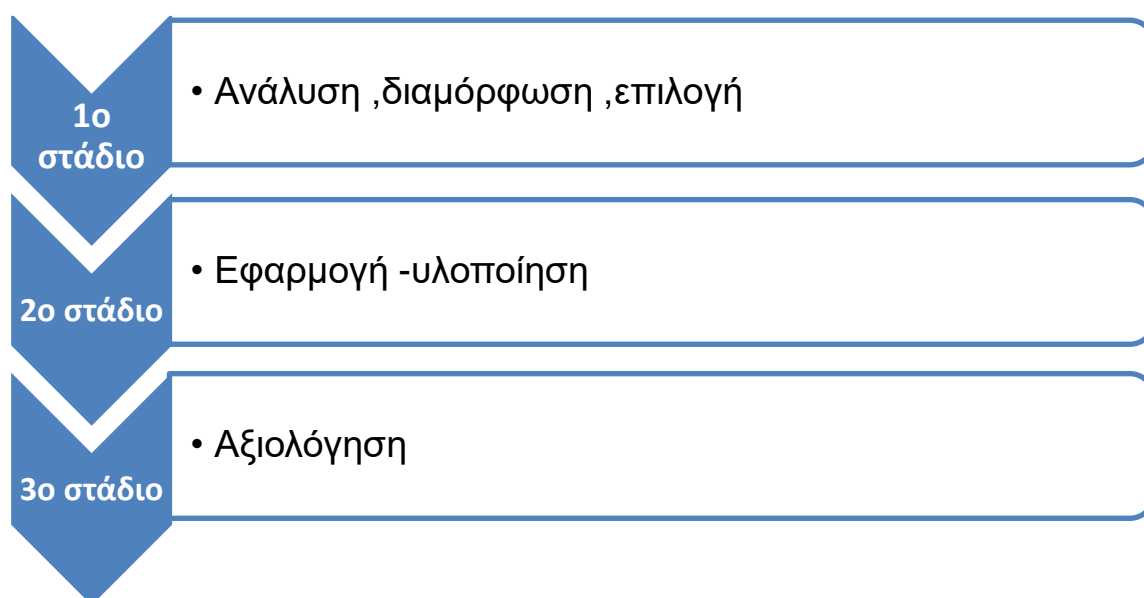 1ο
στάδιο
• Ανάλυση ,διαμόρφωση ,επιλογή
2ο στάδιο
• Εφαρμογή -υλοποίηση
3ο στάδιο
• Αξιολόγηση